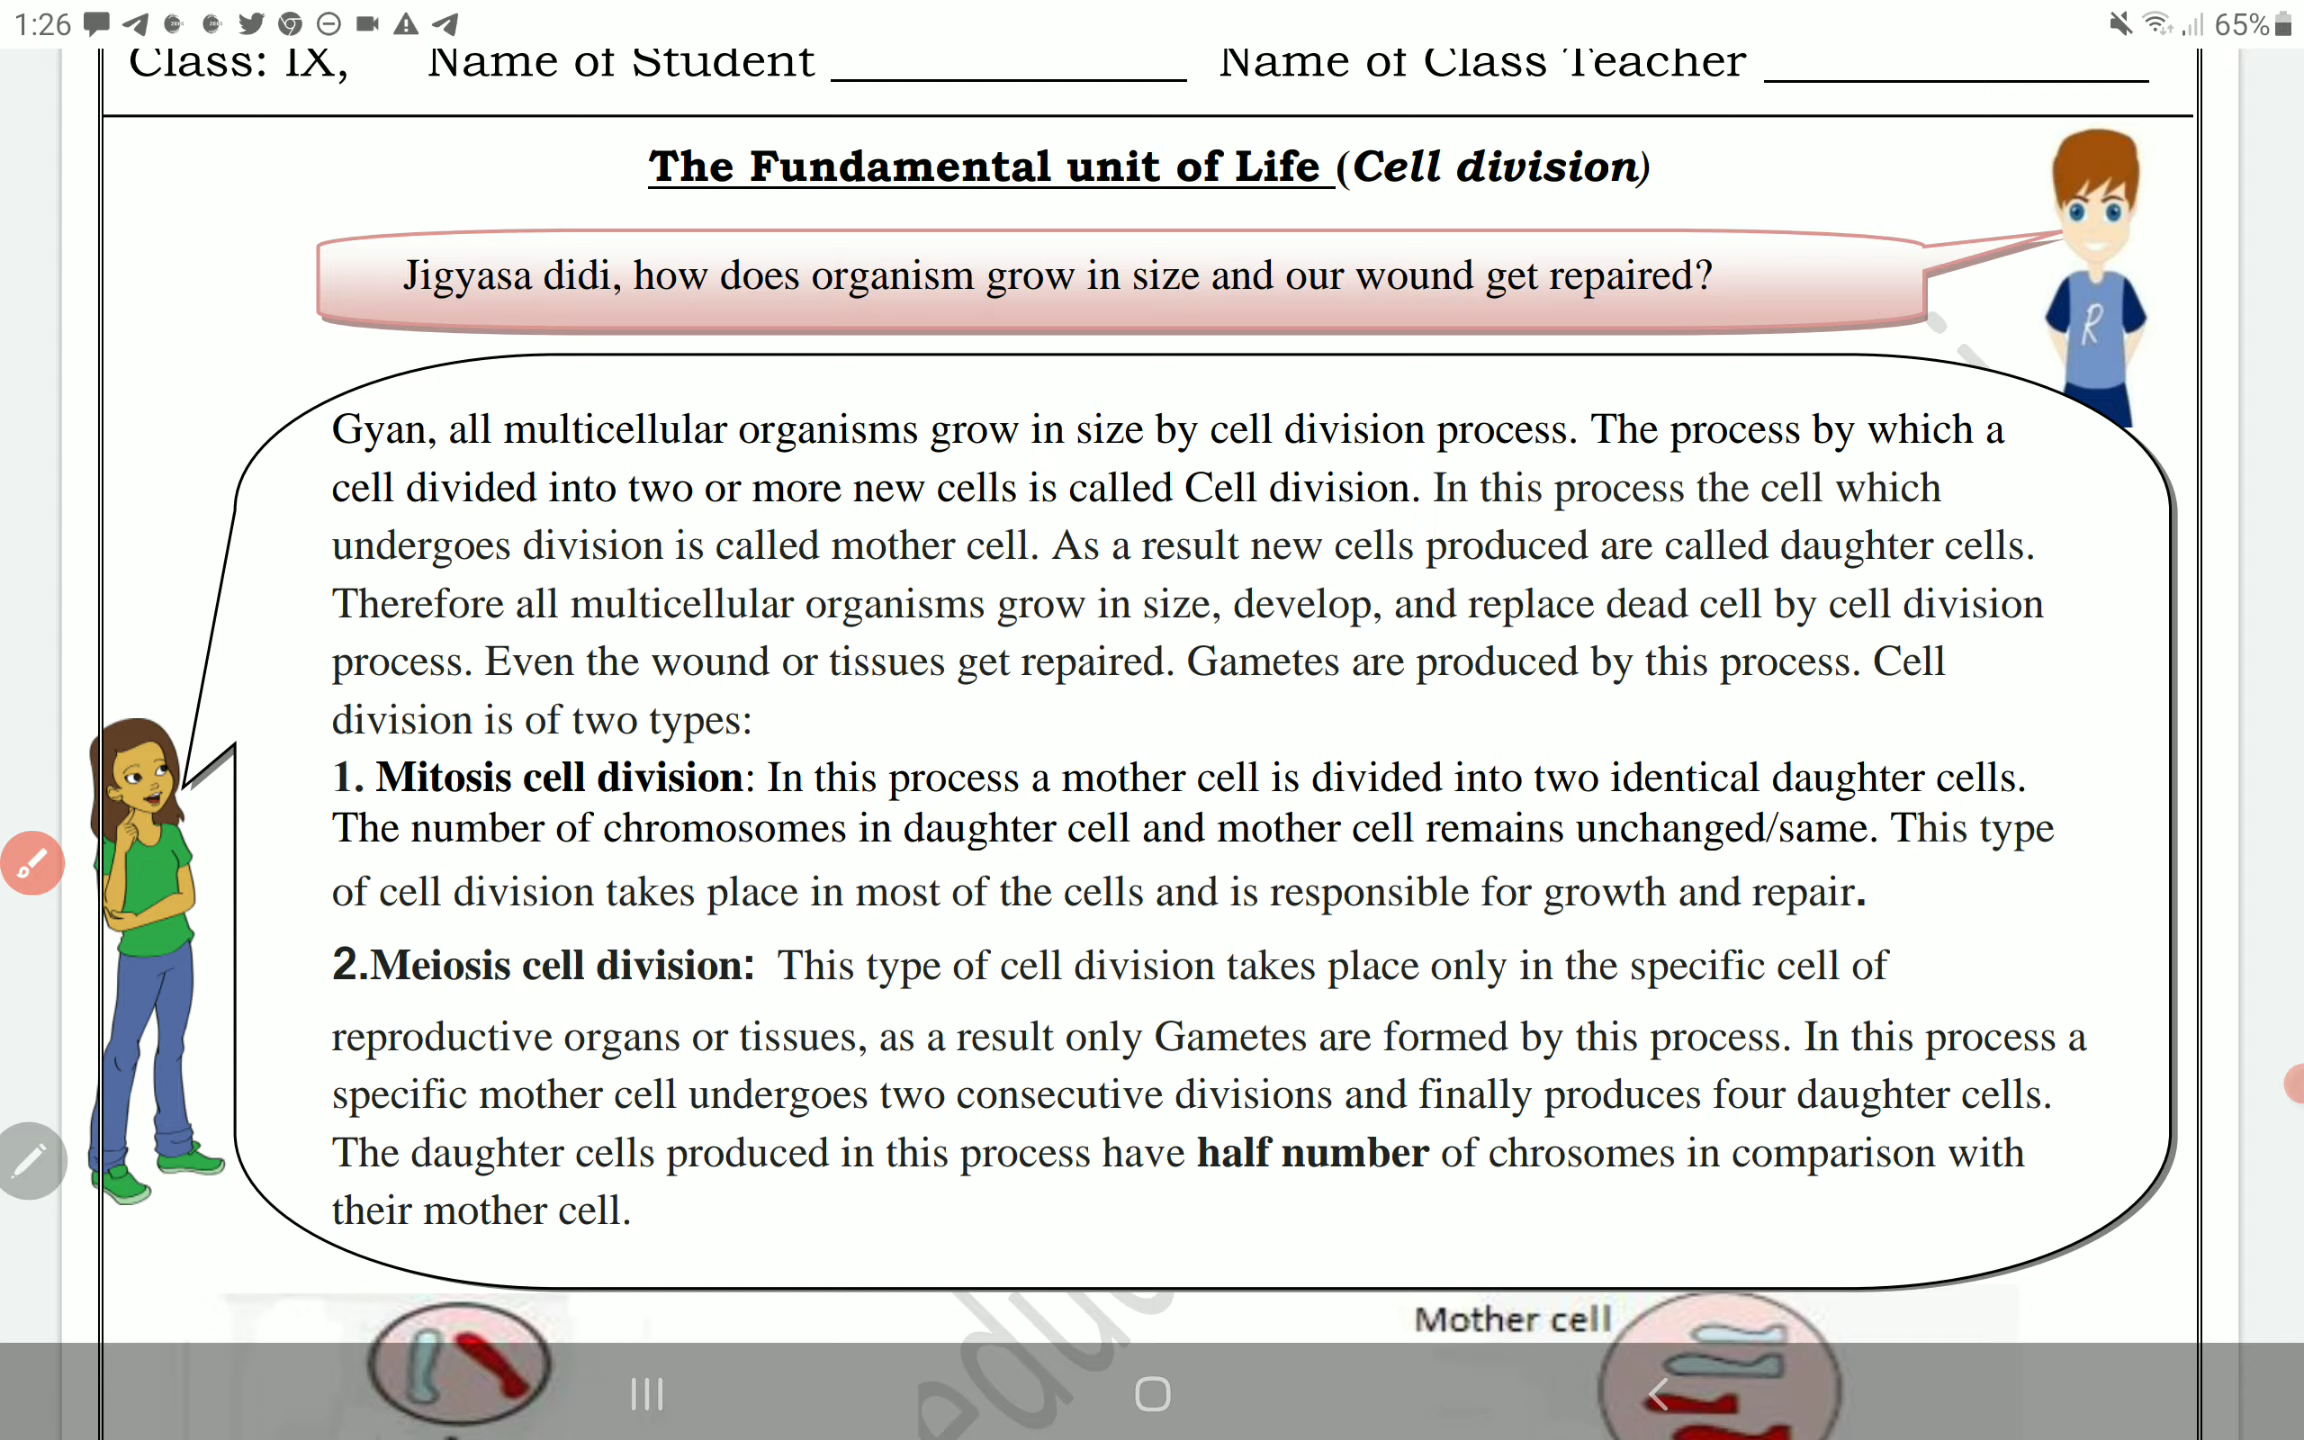 1:26
65%
Class: IX, Name of Student ____________ Name of Class Teacher ____________
The Fundamental unit of Life (Cell division)
Jigyasa didi, how does organism grow in size and our wound get repaired?
R
Gyan, all multicellular organisms grow in size by cell division process. The process by which a
cell divided into two or more new cells is called Cell division. In this process the cell which
undergoes division is called mother cell. As a result new cells produced are called daughter cells.
Therefore all multicellular organisms grow in size, develop, and replace dead cell by cell division
process. Even the wound or tissues get repaired. Gametes are produced by this process. Cell
division is of two types:
1. Mitosis cell division: In this process a mother cell is divided into two identical daughter cells.
The number of chromosomes in daughter cell and mother cell remains unchanged/same. This type
of cell division takes place in most of the cells and is responsible for growth and repair.
2.Meiosis cell division: This type of cell division takes place only in the specific cell of
reproductive organs or tissues, as a result only Gametes are formed by this process. In this process a
specific mother cell undergoes two consecutive divisions and finally produces four daughter cells.
The daughter cells produced in this process have half number of chrosomes in comparison with
their mother cell.
Mother cell
edu